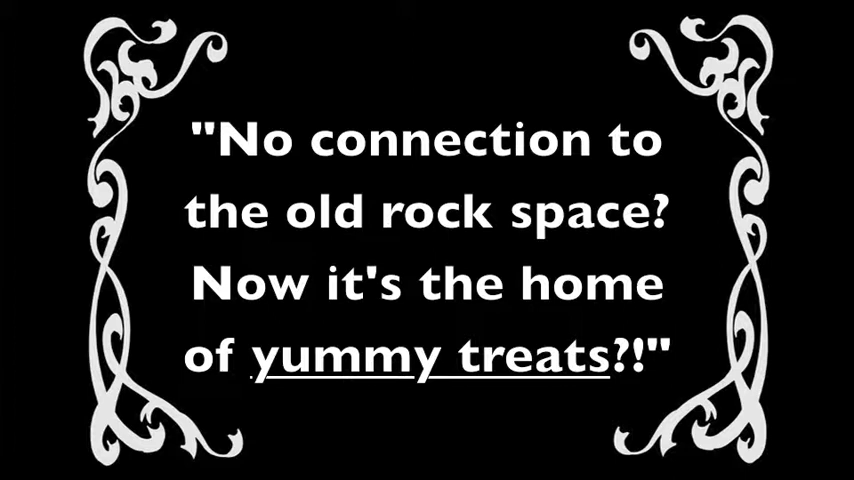 "No connection to
the old rock space?
Now it's the home
of yummy treats?!"